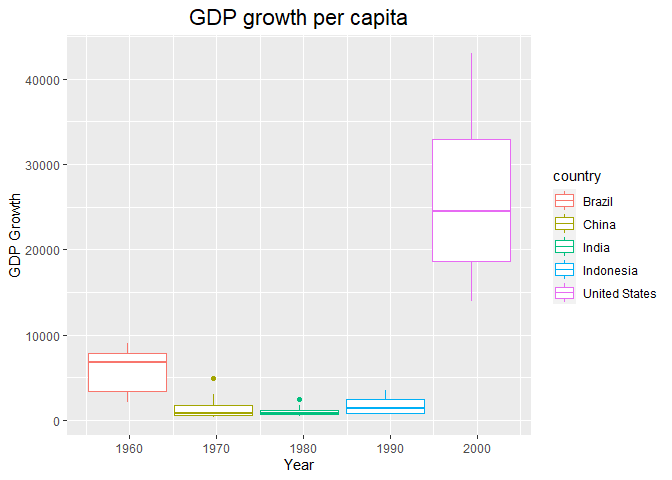 GDP growth per capita
GDP Growth
40000
30000
20000
10000
0
1960 1970 1980 1990 2000
Year
country
Brazil
China
India
Indonesia
United States